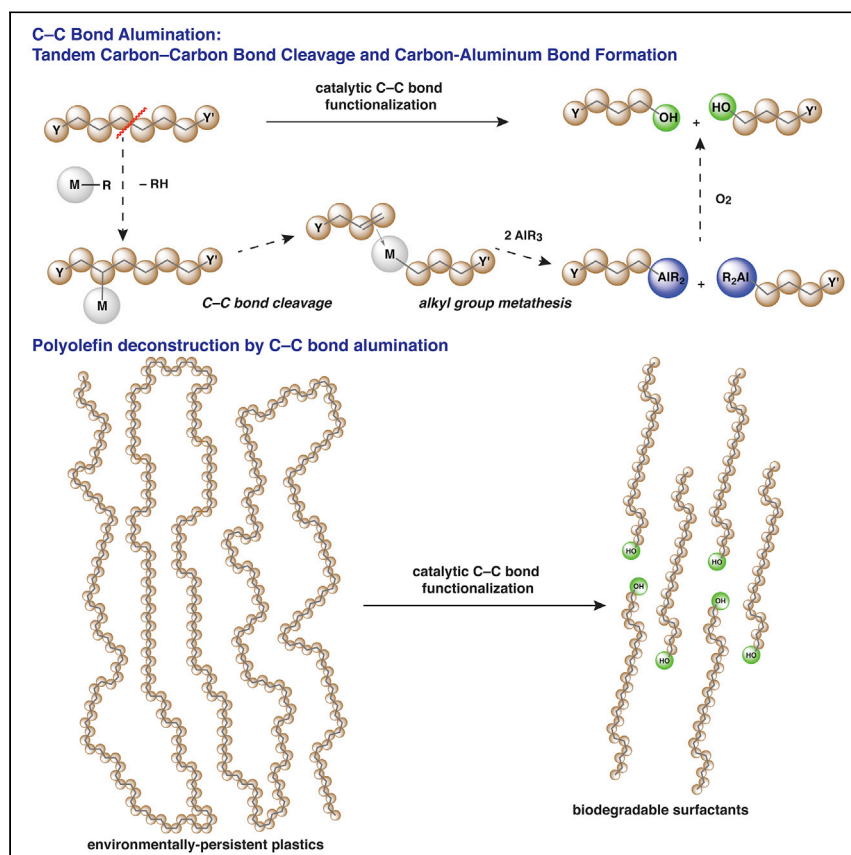 C–C Bond Alumination:
Tandem Carbon–Carbon Bond Cleavage and Carbon-Aluminum Bond Formation
catalytic C–C bond
functionalization
Y
Y'
Y
OH
+
HO
Y'
M
R
– RH
O₂
Y
M
Y'
2 AlR₃
Y
Y'
M
C–C bond cleavage
alkyl group metathesis
Y
AlR₂
+
R₂Al
Y'
Polyolefin deconstruction by C–C bond alumination
catalytic C–C bond
functionalization
HO
HO
OH
OH
HO
HO
biodegradable surfactants
environmentally-persistent plastics